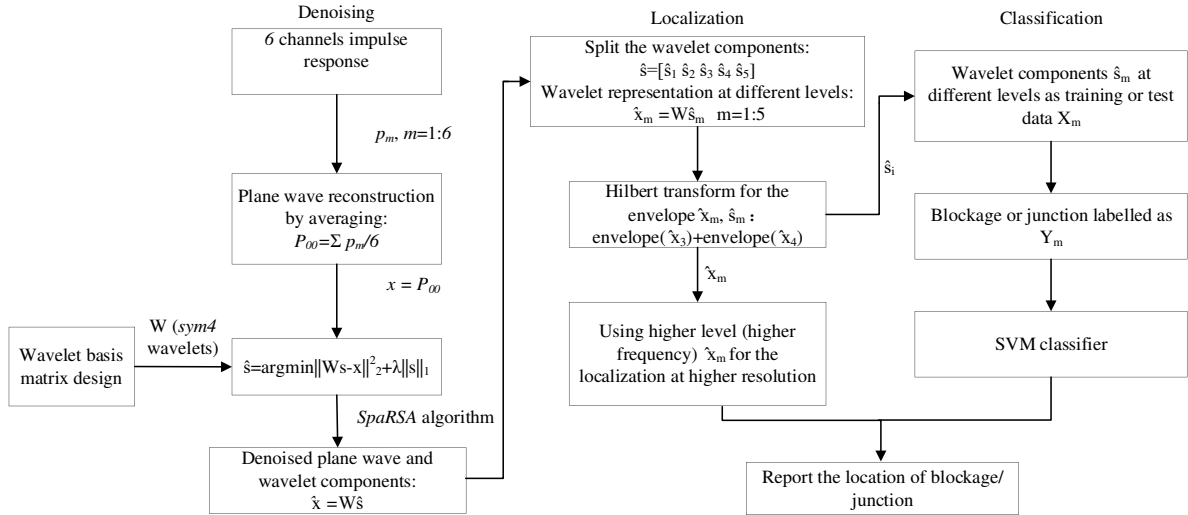 Denoising
6 channels impulse
response
p_m, m=1:6
Plane wave reconstruction
by averaging:
P_00=Σ p_m/6
x = P_00
W (sym4
wavelets)
Wavelet basis
matrix design
ŝ=argmin||Ws-x||²₂+λ||s||₁
SpaRSA algorithm
Denoised plane wave and
wavelet components:
x̂ =Wŝ
Localization
Split the wavelet components:
ŝ=[ŝ₁ ŝ₂ ŝ₃ ŝ₄ ŝ₅]
Wavelet representation at different levels:
x̂_m =Wŝ_m m=1:5
Hilbert transform for the
envelope x̂_m, ŝ_m :
envelope(x̂₃)+envelope(x̂₄)
x̂_m
Using higher level (higher
frequency) x̂_m for the
localization at higher resolution
ŝ_i
Classification
Wavelet components ŝ_m at
different levels as training or test
data X_m
Blockage or junction labelled as
Y_m
SVM classifier
Report the location of blockage/
junction